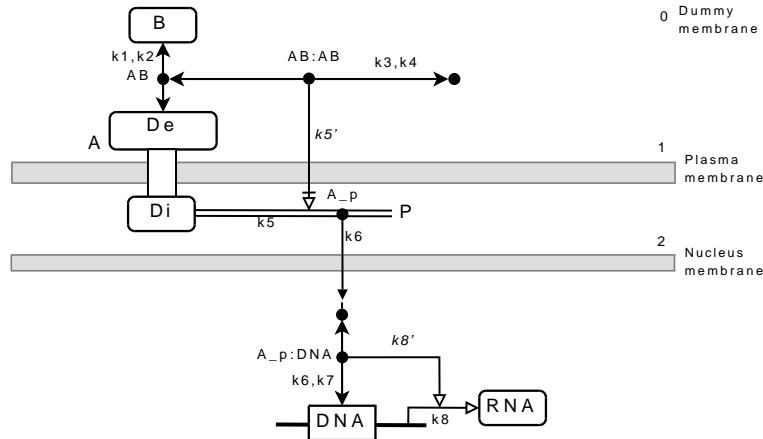 B
0 Dummy
membrane
k1,k2
AB
AB:AB
k3,k4
De
A
k5'
1
Plasma
membrane
A_p
Di
P
k5
k6
2
Nucleus
membrane
k8'
A_p:DNA
k6,k7
DNA
k8
RNA